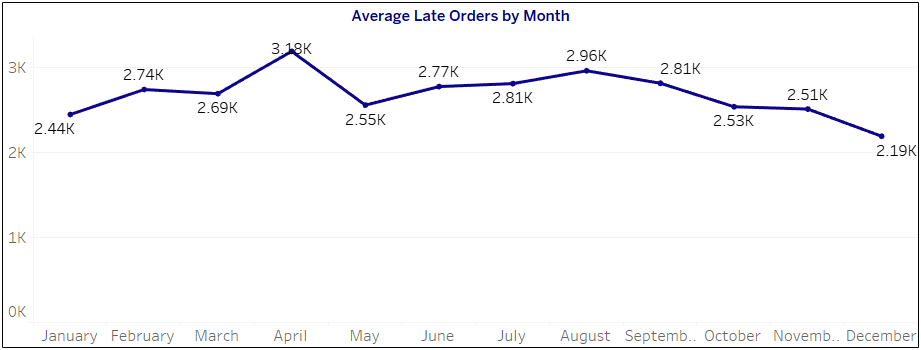 Average Late Orders by Month
3K
2K
1K
0K
2.44K
2.74K
2.69K
3.18K
2.55K
2.77K
2.81K
2.96K
2.81K
2.53K
2.51K
2.19K
January February March April May June July August Septemb.. October Novemb.. December